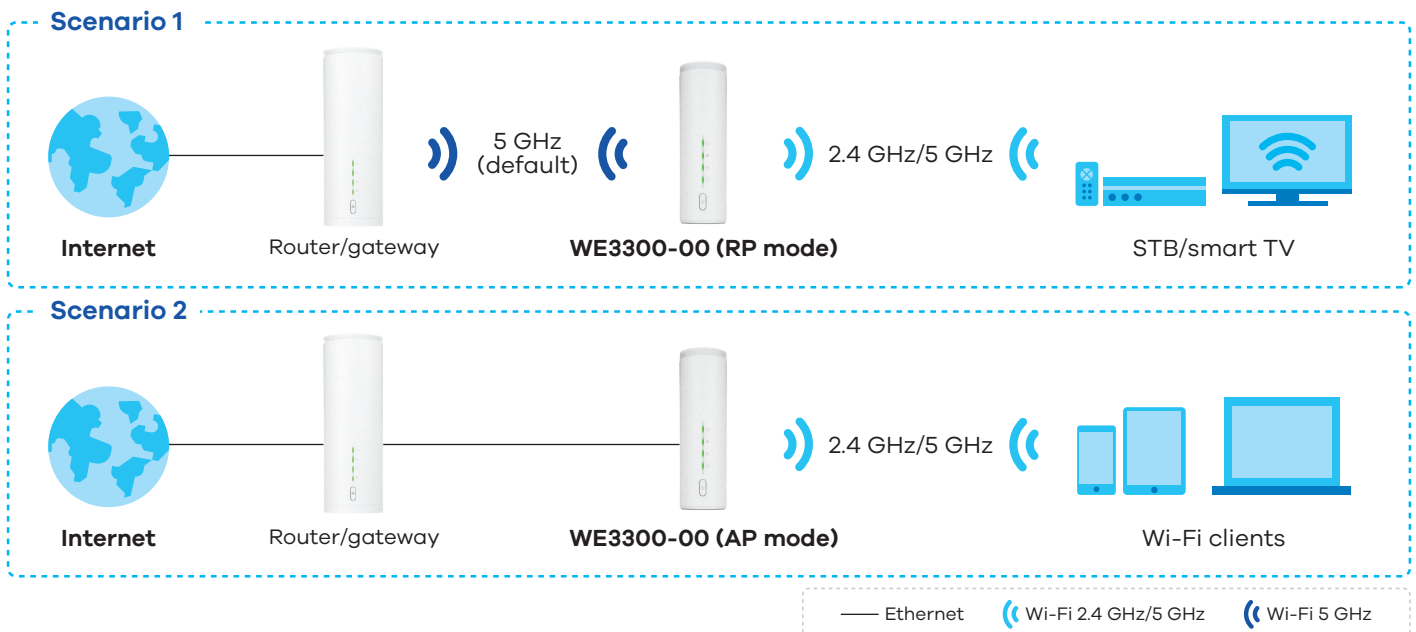 Scenario 1
5 GHz
(default)
2.4 GHz/5 GHz
Internet
Router/gateway
WE3300-00 (RP mode)
STB/smart TV
Scenario 2
2.4 GHz/5 GHz
Internet
Router/gateway
WE3300-00 (AP mode)
Wi-Fi clients
Ethernet
Wi-Fi 2.4 GHz/5 GHz
Wi-Fi 5 GHz